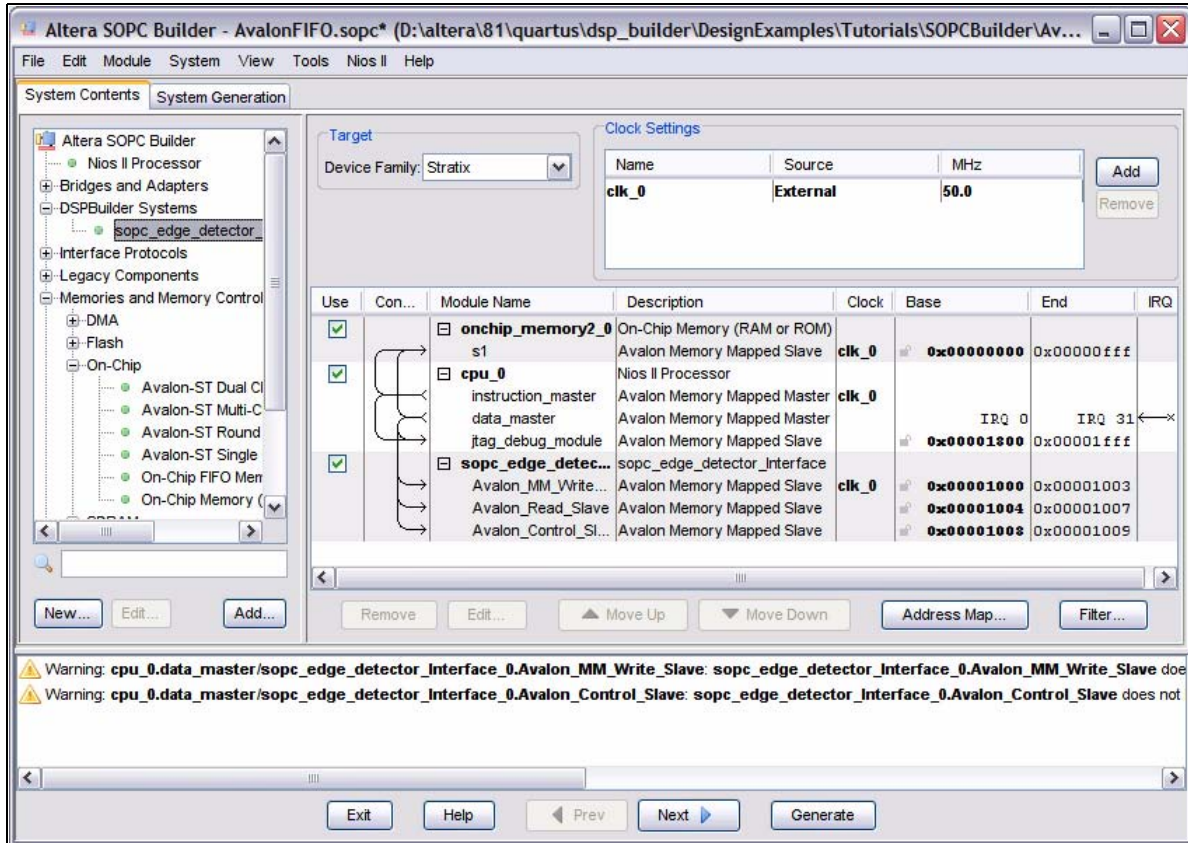 Altera SOPC Builder - AvalonFIFO.sopc* (D:\altera\81\quartus\dsp_builder\DesignExamples\Tutorials\SOPCBuilder\Av...
File Edit Module System View Tools Nios II Help
System Contents System Generation
Altera SOPC Builder
Nios II Processor
Bridges and Adapters
DSPBuilder Systems
sopc_edge_detector_
Interface Protocols
Legacy Components
Memories and Memory Control
DMA
Flash
On-Chip
Avalon-ST Dual Cl
Avalon-ST Multi-C
Avalon-ST Round
Avalon-ST Single
On-Chip FIFO Mem
On-Chip Memory (
New... Edit... Add...
Target
Device Family: Stratix
Clock Settings
Name Source MHz
clk_0 External 50.0
Add
Remove
Use Con... Module Name Description Clock Base End IRQ
onchip_memory2_0 On-Chip Memory (RAM or ROM)
s1 Avalon Memory Mapped Slave clk_0 0x00000000 0x00000fff
cpu_0 Nios II Processor
instruction_master Avalon Memory Mapped Master clk_0
data_master Avalon Memory Mapped Master IRQ 0 IRQ 31
jtag_debug_module Avalon Memory Mapped Slave 0x00001800 0x00001fff
sopc_edge_detec... sopc_edge_detector_Interface
Avalon_MM_Write... Avalon Memory Mapped Slave clk_0 0x00001000 0x00001003
Avalon_Read_Slave Avalon Memory Mapped Slave 0x00001004 0x00001007
Avalon_Control_Sl... Avalon Memory Mapped Slave 0x00001008 0x00001009
Remove Edit... Move Up Move Down Address Map... Filter...
Warning: cpu_0.data_master/sopc_edge_detector_Interface_0.Avalon_MM_Write_Slave: sopc_edge_detector_Interface_0.Avalon_MM_Write_Slave doe
Warning: cpu_0.data_master/sopc_edge_detector_Interface_0.Avalon_Control_Slave: sopc_edge_detector_Interface_0.Avalon_Control_Slave does not
Exit Help Prev Next Generate